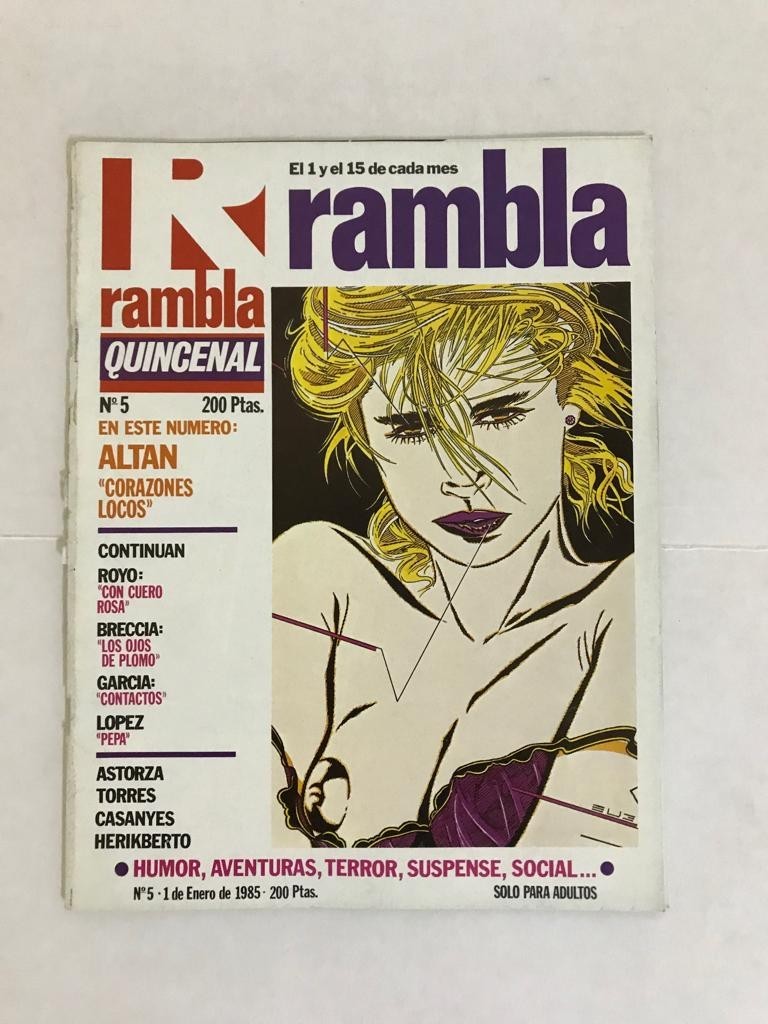 El 1 y el 15 de cada mes
R
rambla
rambla
QUINCENAL
Nº 5 200 Ptas.
EN ESTE NUMERO:
ALTAN
"CORAZONES
LOCOS"
CONTINUAN
ROYO:
"CON CUERO
ROSA"
BRECCIA:
"LOS OJOS
DE PLOMO"
GARCIA:
"CONTACTOS"
LOPEZ
"PEPA"
ASTORZA
TORRES
CASANYES
HERIKBERTO
• HUMOR, AVENTURAS, TERROR, SUSPENSE, SOCIAL... •
Nº 5 · 1 de Enero de 1985 · 200 Ptas. SOLO PARA ADULTOS